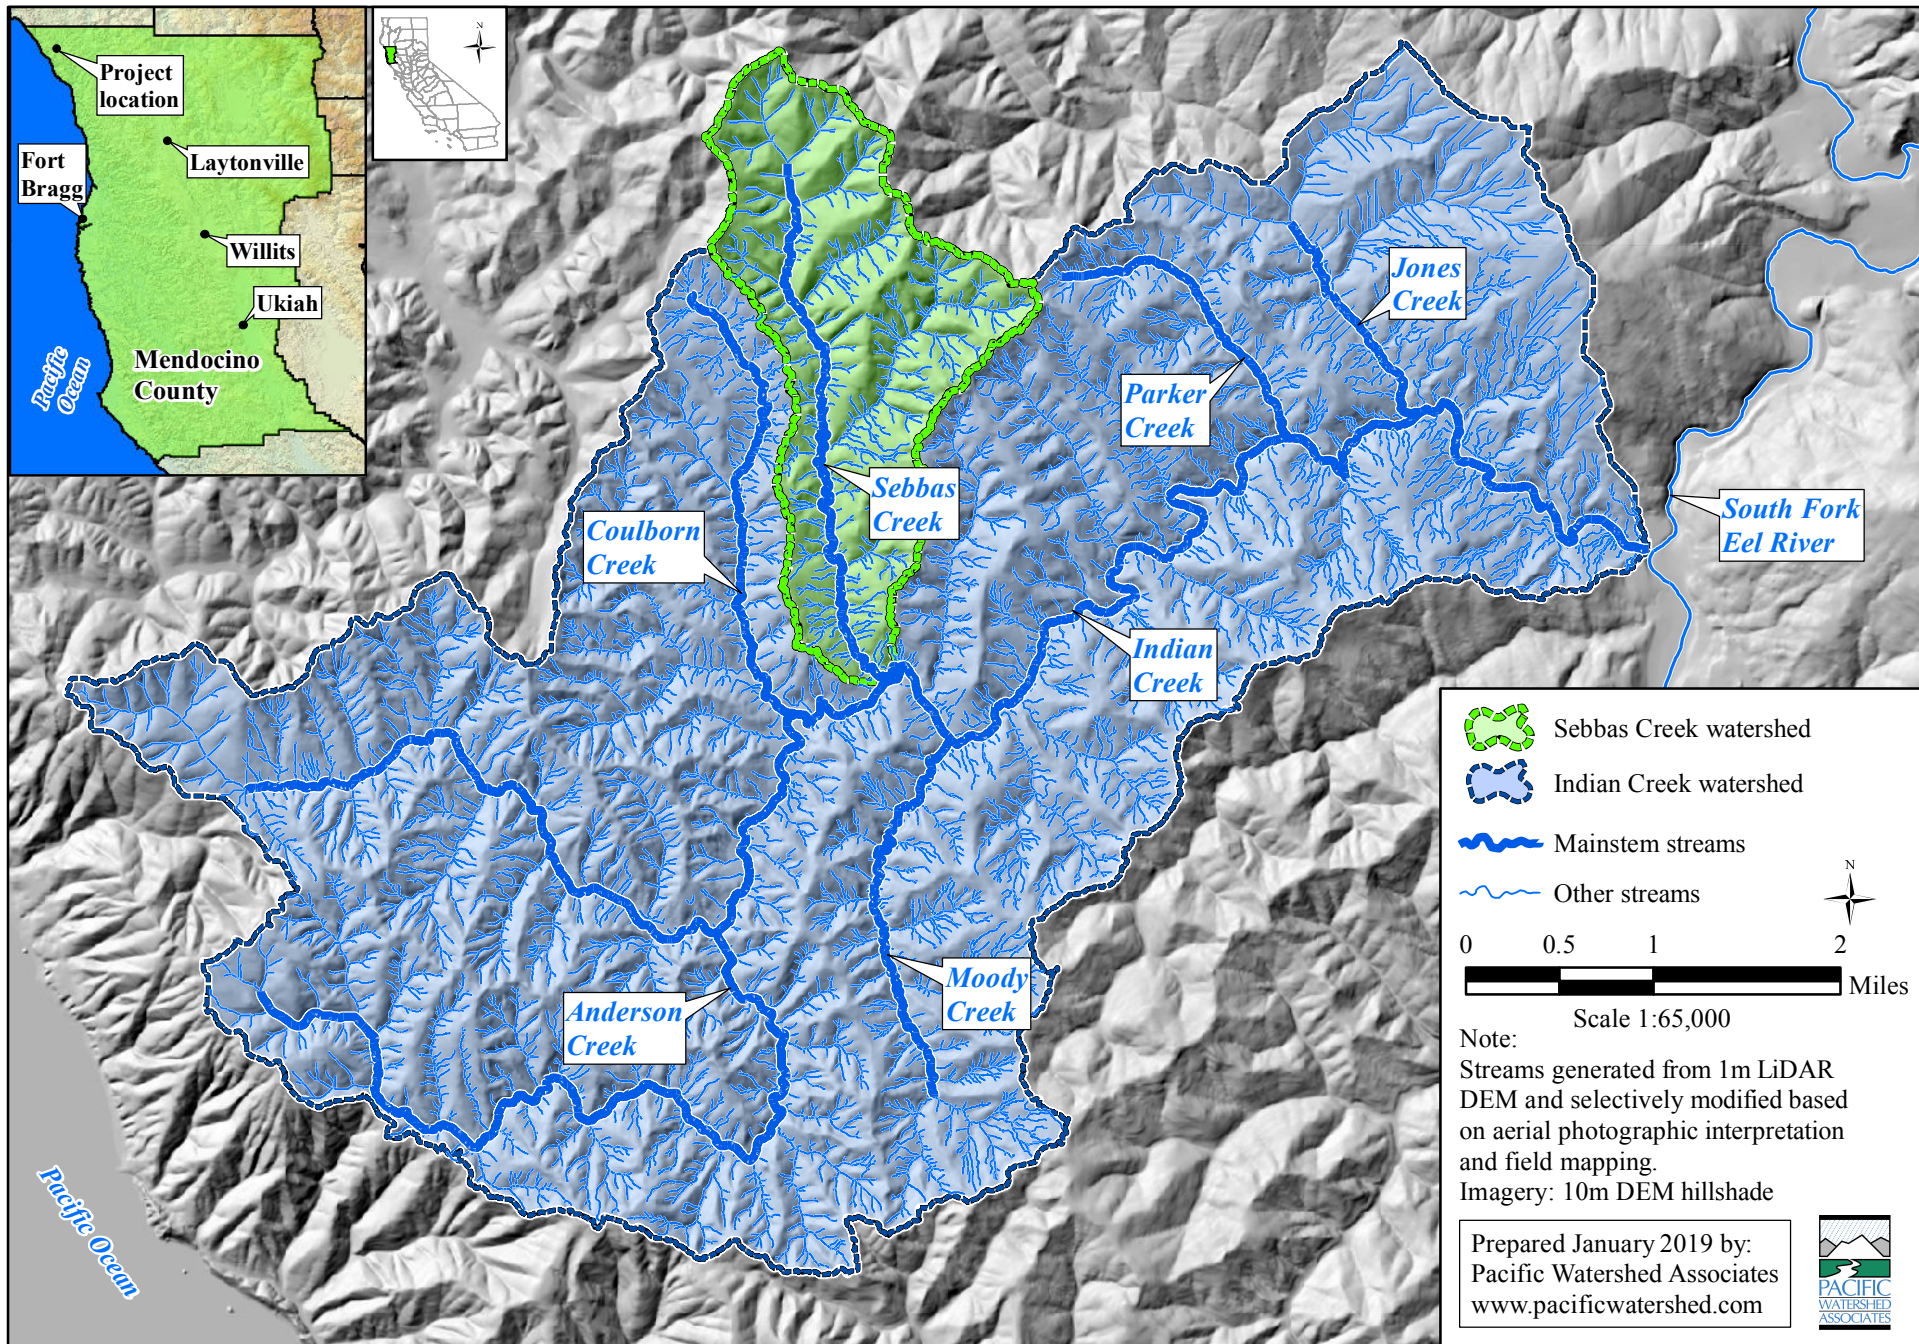 Project
location
Fort
Bragg
Laytonville
Willits
Ukiah
Mendocino
County
Pacific
Ocean
N
Jones
Creek
Parker
Creek
Sebbas
Creek
Coulborn
Creek
South Fork
Eel River
Indian
Creek
Moody
Creek
Anderson
Creek
Pacific Ocean
Sebbas Creek watershed
Indian Creek watershed
Mainstem streams
Other streams
N
0 0.5 1 2
Miles
Scale 1:65,000
Note:
Streams generated from 1m LiDAR
DEM and selectively modified based
on aerial photographic interpretation
and field mapping.
Imagery: 10m DEM hillshade
Prepared January 2019 by:
Pacific Watershed Associates
www.pacificwatershed.com
PACIFIC
WATERSHED
ASSOCIATES